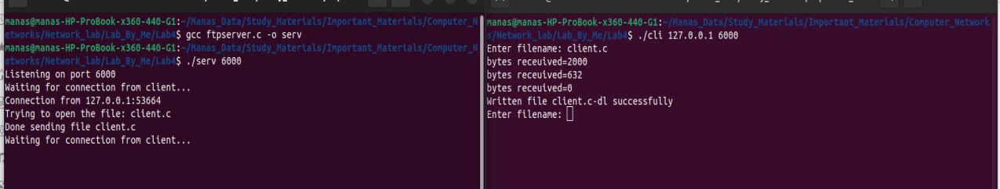 manas@manas-HP-ProBook-x360-440-G1:~/Manas_Data/Study_Materials/Important_Materials/Computer_N
etworks/Network_lab/Lab_By_Me/Lab4$ gcc ftpserver.c -o serv
manas@manas-HP-ProBook-x360-440-G1:~/Manas_Data/Study_Materials/Important_Materials/Computer_N
etworks/Network_lab/Lab_By_Me/Lab4$ ./serv 6000
Listening on port 6000
Waiting for connection from client...
Connection from 127.0.0.1:53664
Trying to open the file: client.c
Done sending file client.c
Waiting for connection from client...
manas@manas-HP-ProBook-x360-440-G1:~/Manas_Data/Study_Materials/Important_Materials/Computer_Network
s/Network_lab/Lab_By_Me/Lab4$ ./cli 127.0.0.1 6000
Enter filename: client.c
bytes receuived=2000
bytes receuived=632
bytes receuived=0
Written file client.c-dl successfully
Enter filename: